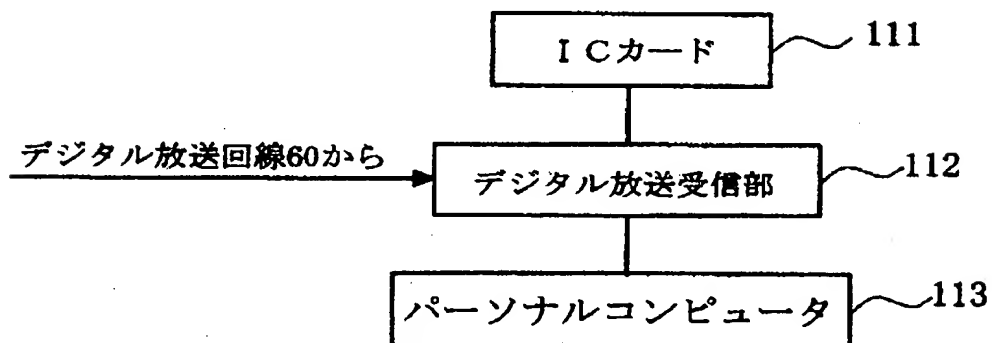 ICカード
111
デジタル放送回線60から
デジタル放送受信部
112
パーソナルコンピュータ
113